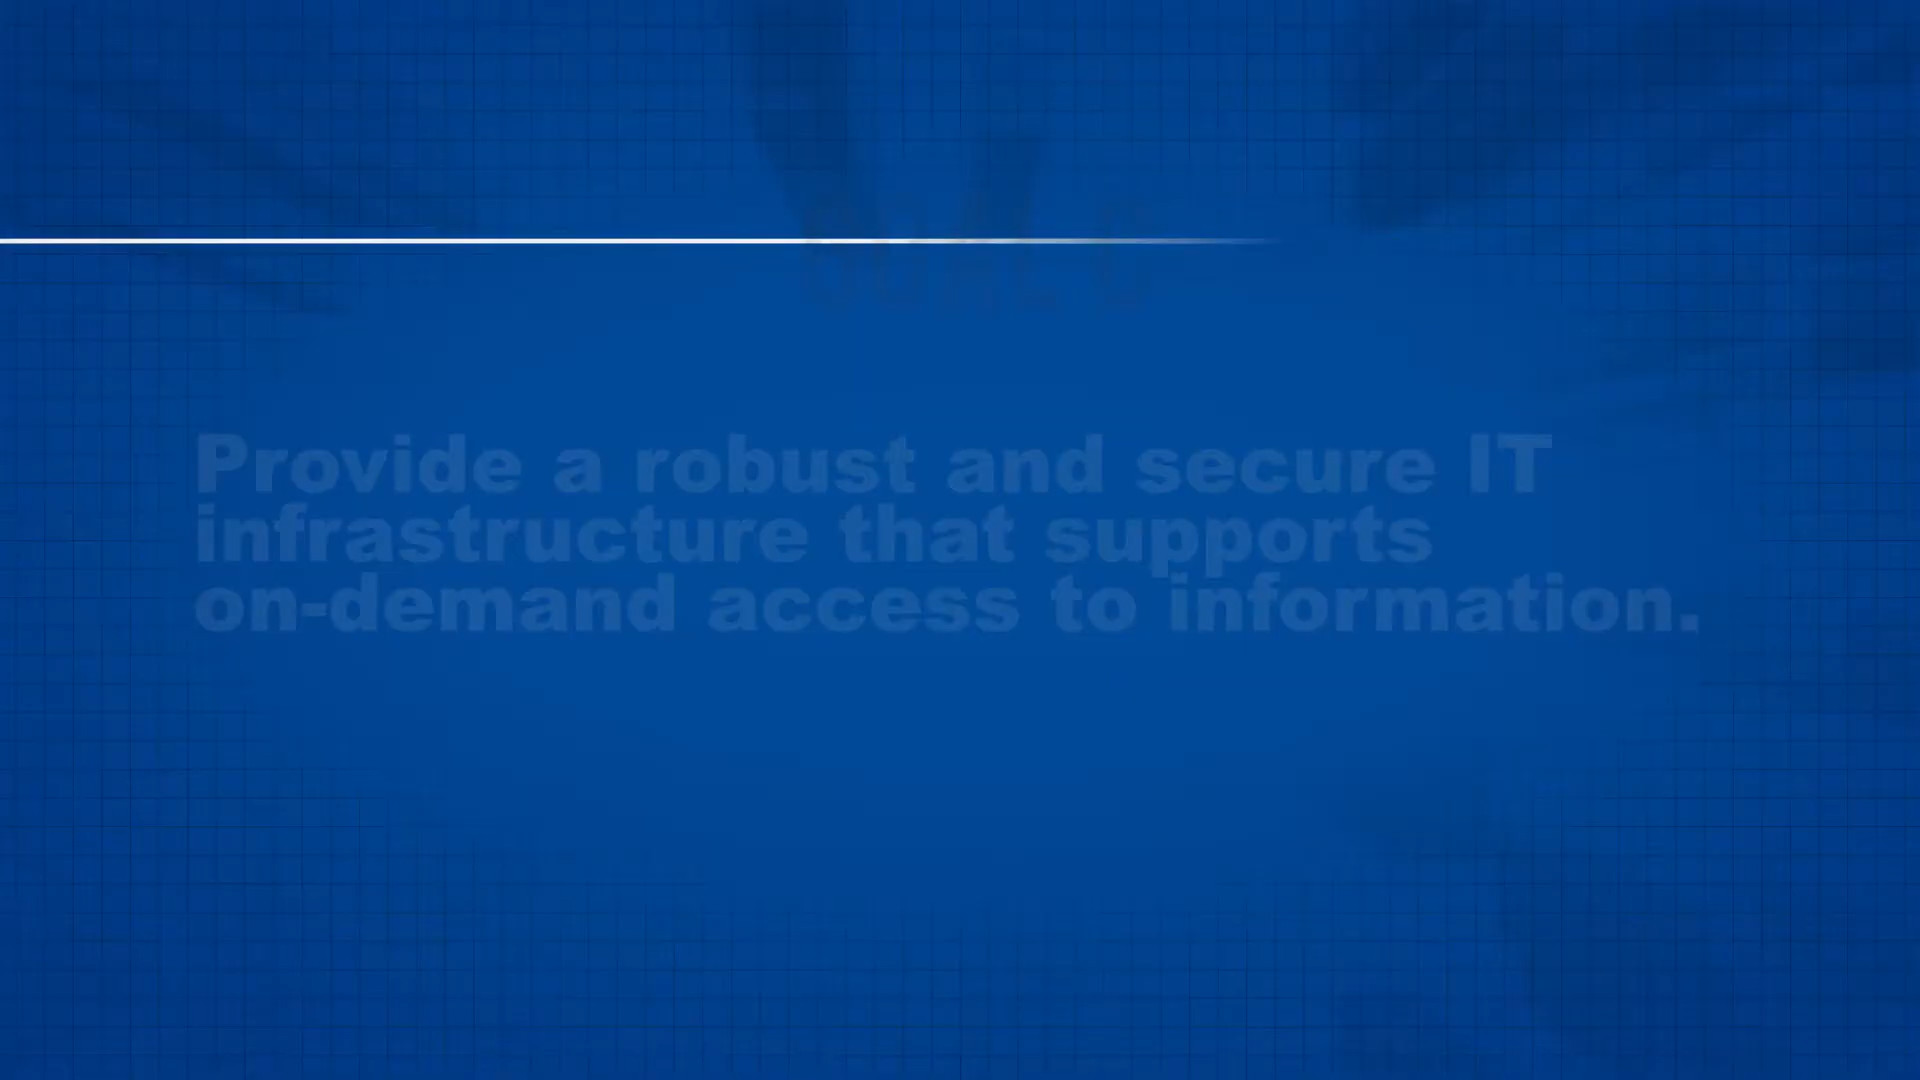 Provide a robust and secure IT
infrastructure that supports
on-demand access to information.